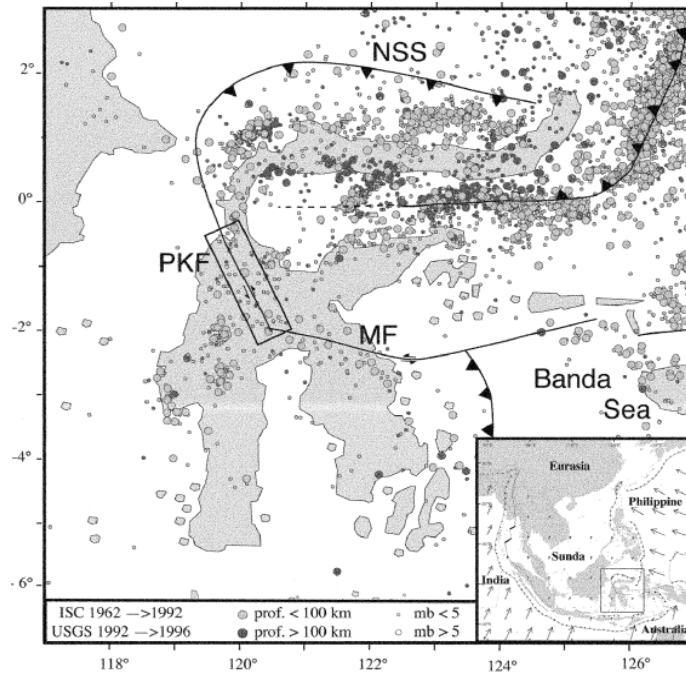 NSS
2°
0°
PKF
-2°
MF
Banda
Sea
-4°
-6°
Eurasia
Philippine
Sunda
India
Australia
ISC 1962 —>1992 prof. < 100 km mb < 5
USGS 1992 —>1996 prof. > 100 km mb > 5
118° 120° 122° 124° 126°